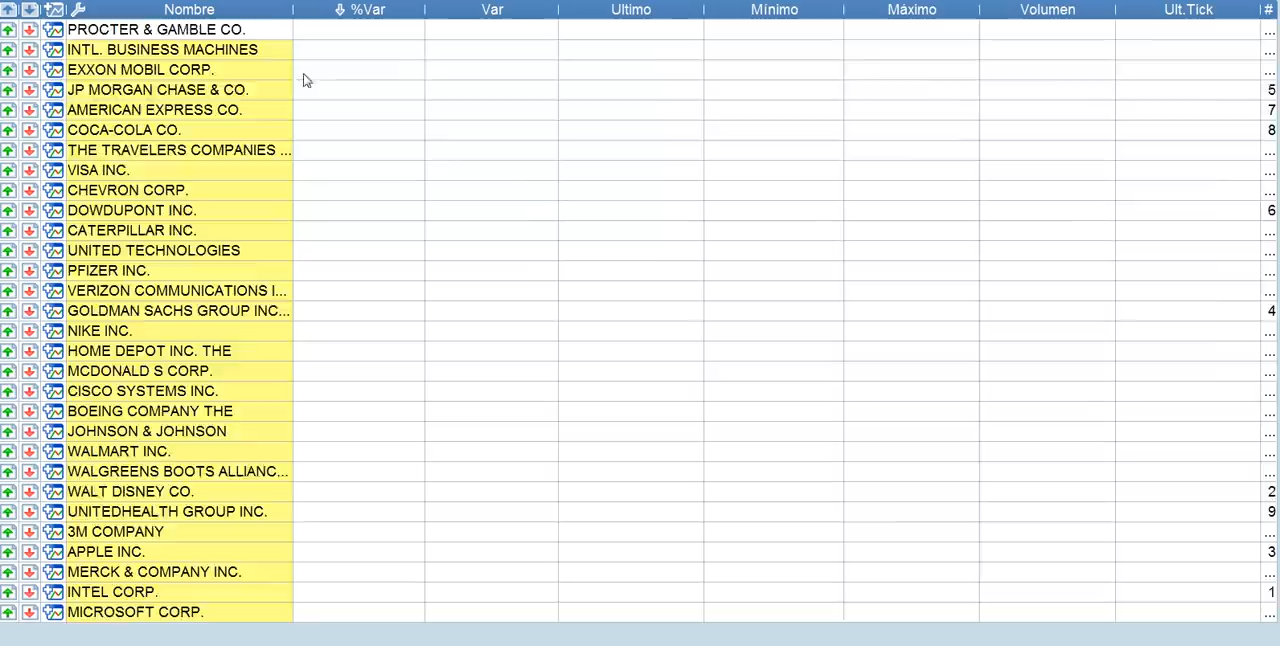 Nombre %Var Var Ultimo Mínimo Máximo Volumen Ult.Tick #
PROCTER & GAMBLE CO. ...
INTL. BUSINESS MACHINES ...
EXXON MOBIL CORP. ...
JP MORGAN CHASE & CO. 5
AMERICAN EXPRESS CO. 7
COCA-COLA CO. 8
THE TRAVELERS COMPANIES ... ...
VISA INC. ...
CHEVRON CORP. ...
DOWDUPONT INC. 6
CATERPILLAR INC. ...
UNITED TECHNOLOGIES ...
PFIZER INC. ...
VERIZON COMMUNICATIONS I... ...
GOLDMAN SACHS GROUP INC... 4
NIKE INC. ...
HOME DEPOT INC. THE ...
MCDONALD S CORP. ...
CISCO SYSTEMS INC. ...
BOEING COMPANY THE ...
JOHNSON & JOHNSON ...
WALMART INC. ...
WALGREENS BOOTS ALLIANC... ...
WALT DISNEY CO. 2
UNITEDHEALTH GROUP INC. 9
3M COMPANY ...
APPLE INC. 3
MERCK & COMPANY INC. ...
INTEL CORP. 1
MICROSOFT CORP. ...